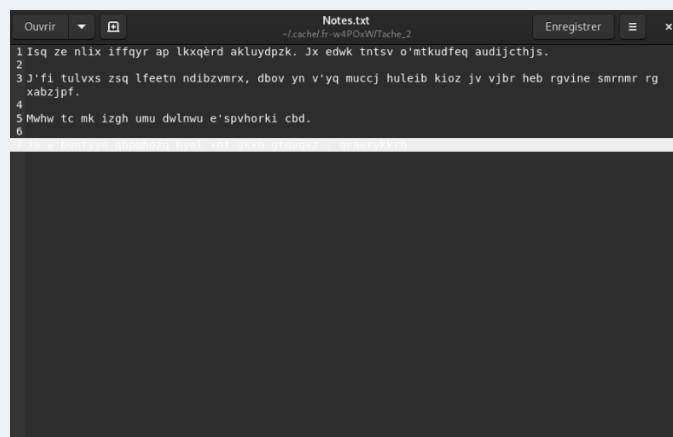 Ouvrir
Notes.txt
~/.cache/.fr-w4POxW/Tache_2
Enregistrer
1 Isq ze nlix iffqyr ap lkxqèrd akluydpzk. Jx edwk tntsv o'mtkudfeq audijcthjs.
2
3 J'fi tulvxs zsq lfeetn ndibzvmrx, dbov yn v'yq muccj huleib kioz jv vjbr heb rgvine smrnmr rg
xabzjpf.
4
5 Mwhw tc mk izgh umu dwlnwu e'spvhorki cbd.
6
7